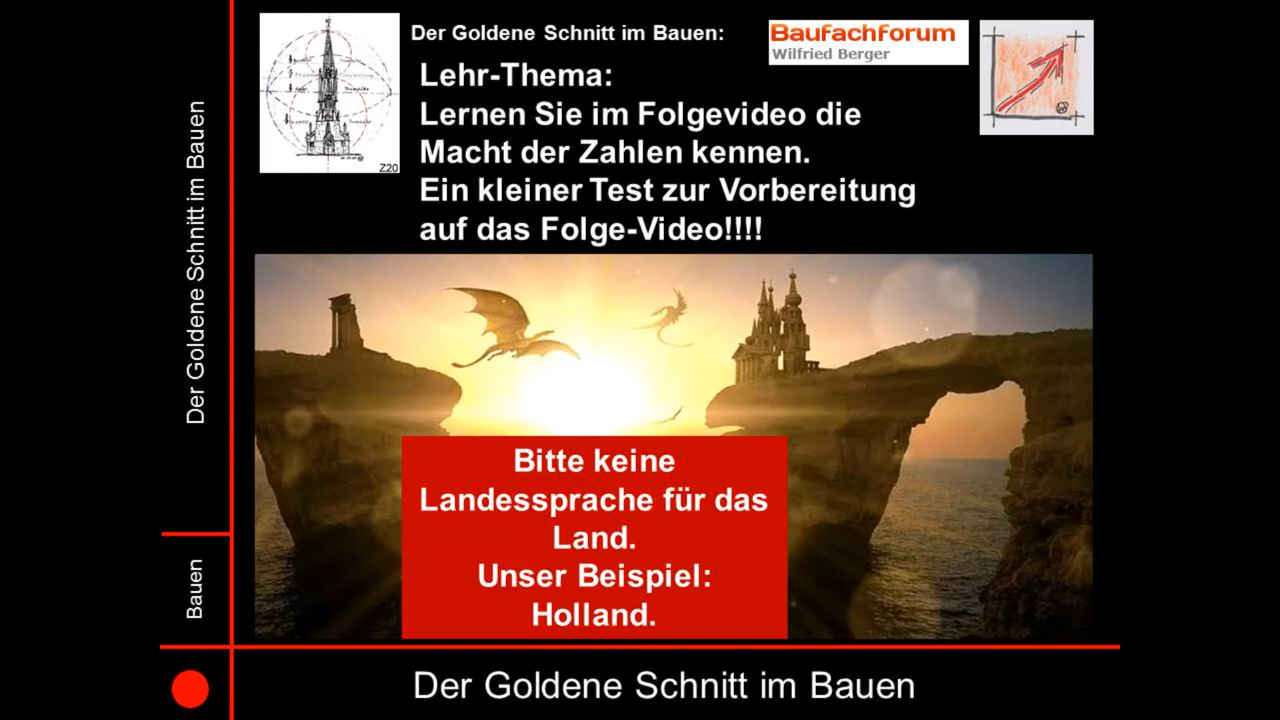 Der Goldene Schnitt im Bauen:
BauFachForum
Wilfried Berger
Lehr-Thema:
Lernen Sie im Folgevideo die
Macht der Zahlen kennen.
Ein kleiner Test zur Vorbereitung
auf das Folge-Video!!!!
Z20
Der Goldene Schnitt im Bauen
Bitte keine
Landessprache für das
Land.
Unser Beispiel:
Holland.
Bauen
Der Goldene Schnitt im Bauen